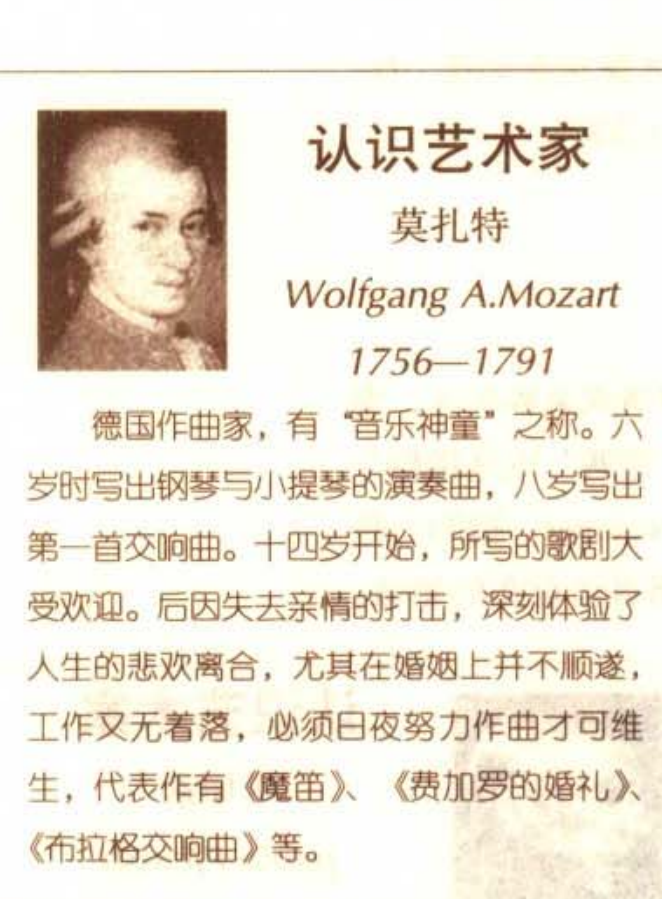 认识艺术家
莫扎特
Wolfgang A.Mozart
1756—1791
德国作曲家，有“音乐神童”之称。六
岁时写出钢琴与小提琴的演奏曲，八岁写出
第一首交响曲。十四岁开始，所写的歌剧大
受欢迎。后因失去亲情的打击，深刻体验了
人生的悲欢离合，尤其在婚姻上并不顺遂，
工作又无着落，必须日夜努力作曲才可维
生，代表作有《魔笛》、《费加罗的婚礼》、
《布拉格交响曲》等。